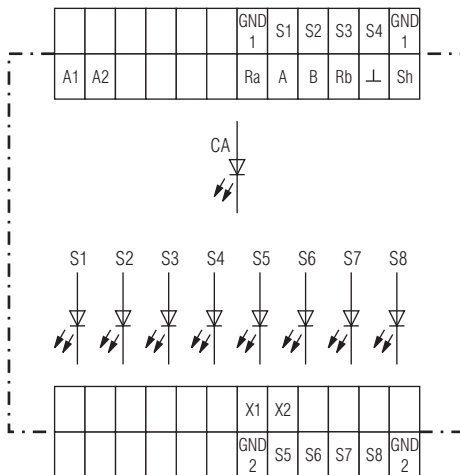 GND 1 S1 S2 S3 S4 GND 1
A1 A2 Ra A B Rb ⊥ Sh
CA
S1 S2 S3 S4 S5 S6 S7 S8
X1 X2
GND 2 S5 S6 S7 S8 GND 2